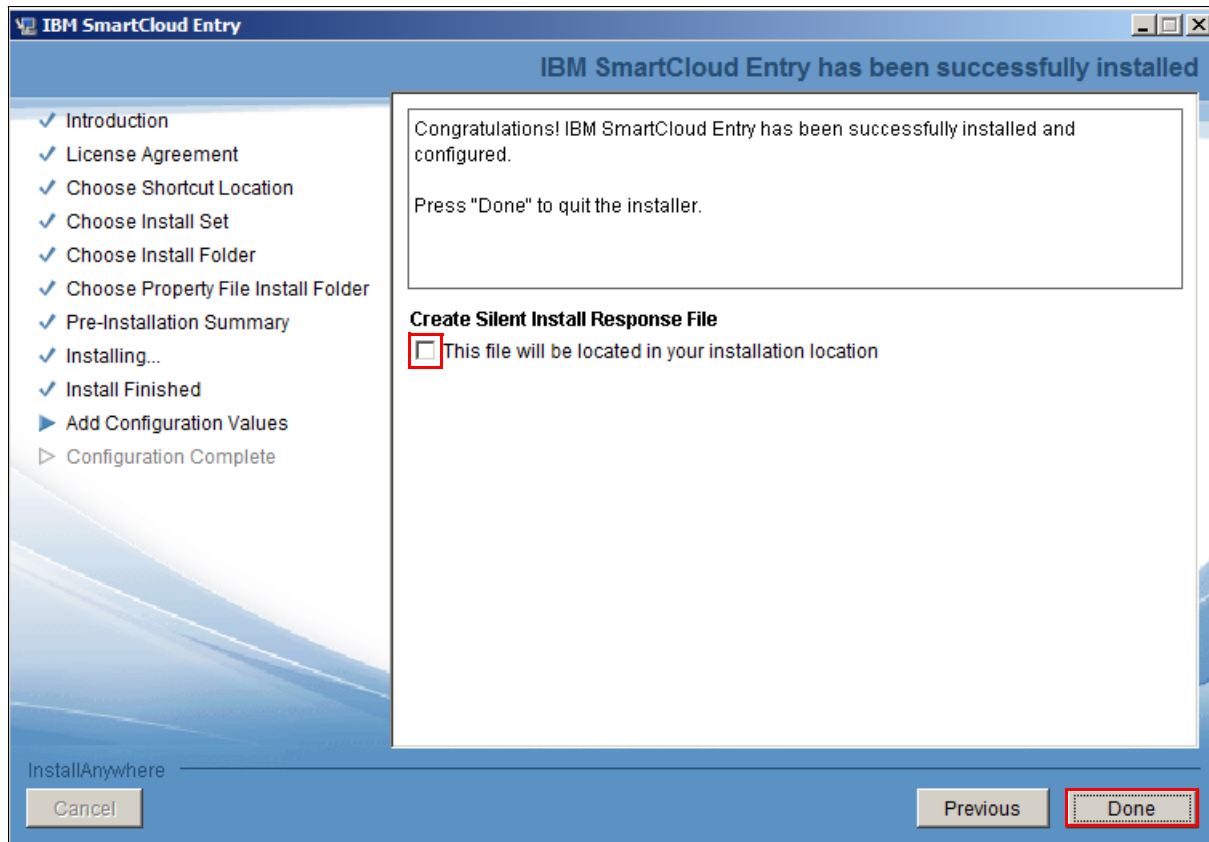 IBM SmartCloud Entry
IBM SmartCloud Entry has been successfully installed
Introduction
License Agreement
Choose Shortcut Location
Choose Install Set
Choose Install Folder
Choose Property File Install Folder
Pre-Installation Summary
Installing...
Install Finished
Add Configuration Values
Configuration Complete
Congratulations! IBM SmartCloud Entry has been successfully installed and
configured.
Press "Done" to quit the installer.
Create Silent Install Response File
This file will be located in your installation location
InstallAnywhere
Cancel
Previous
Done